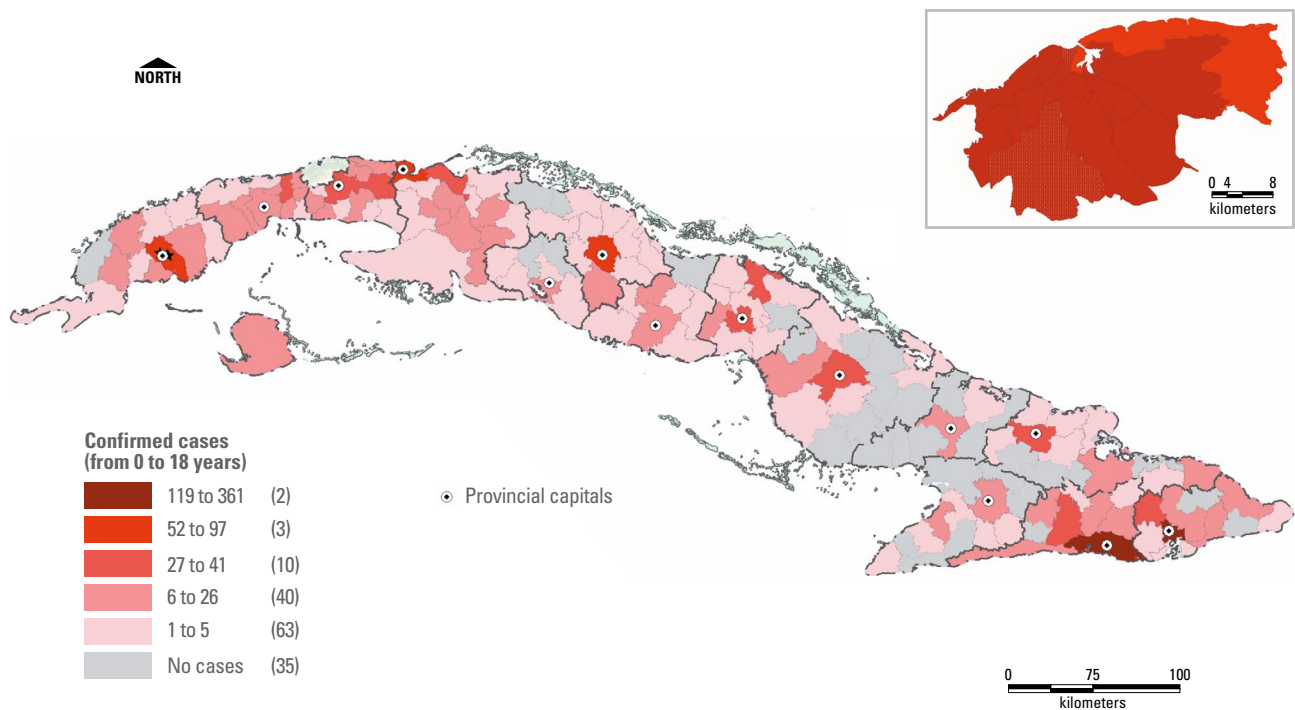 NORTH
0 4 8
kilometers
Confirmed cases
(from 0 to 18 years)
119 to 361 (2)
52 to 97 (3)
27 to 41 (10)
6 to 26 (40)
1 to 5 (63)
No cases (35)
Provincial capitals
0 75 100
kilometers